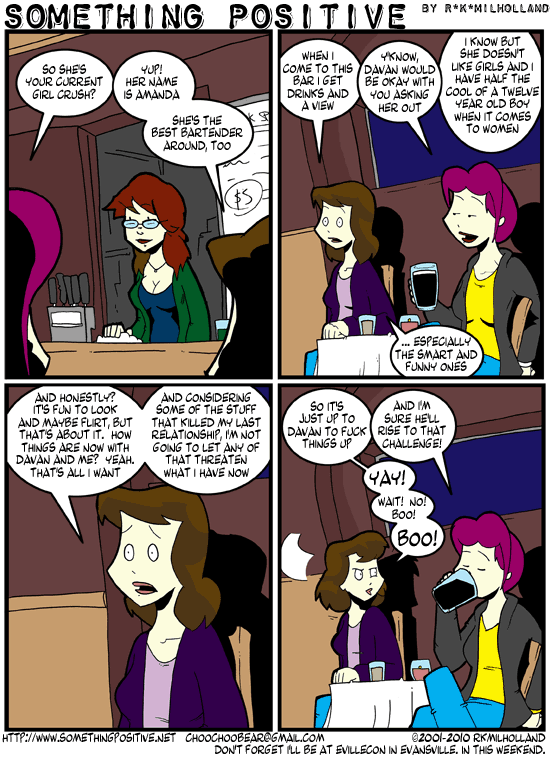 SOMETHING POSITIVE BY R*K*MILHOLLAND
SO SHE'S
YOUR CURRENT
GIRL CRUSH?
YUP!
HER NAME
IS AMANDA
SHE'S THE
BEST BARTENDER
AROUND, TOO
$5
WHEN I
COME TO THIS
BAR I GET
DRINKS AND
A VIEW
Y'KNOW,
DAVAN WOULD
BE OKAY WITH
YOU ASKING
HER OUT
I KNOW BUT
SHE DOESN'T
LIKE GIRLS AND I
HAVE HALF THE
COOL OF A TWELVE
YEAR OLD BOY
WHEN IT COMES
TO WOMEN
... ESPECIALLY
THE SMART AND
FUNNY ONES
AND HONESTLY?
IT'S FUN TO LOOK
AND MAYBE FLIRT, BUT
THAT'S ABOUT IT. HOW
THINGS ARE NOW WITH
DAVAN AND ME? YEAH.
THAT'S ALL I WANT
AND CONSIDERING
SOME OF THE STUFF
THAT KILLED MY LAST
RELATIONSHIP, I'M NOT
GOING TO LET ANY OF
THAT THREATEN
WHAT I HAVE NOW
SO IT'S
JUST UP TO
DAVAN TO FUCK
THINGS UP
AND I'M
SURE HE'LL
RISE TO THAT
CHALLENGE!
YAY!
WAIT! NO!
BOO!
BOO!
HTTP://WWW.SOMETHINGPOSITIVE.NET CHOOCHOOBEAR@GMAIL.COM ©2001-2010 RKMILHOLLAND
DON'T FORGET I'LL BE AT EVILLECON IN EVANSVILLE, IN THIS WEEKEND.